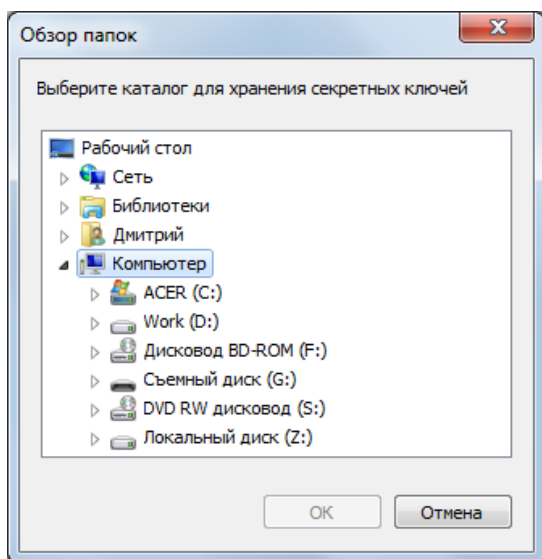 Обзор папок
Выберите каталог для хранения секретных ключей
Рабочий стол
Сеть
Библиотеки
Дмитрий
Компьютер
ACER (C:)
Work (D:)
Дисковод BD-ROM (F:)
Съемный диск (G:)
DVD RW дисковод (S:)
Локальный диск (Z:)
ОК
Отмена